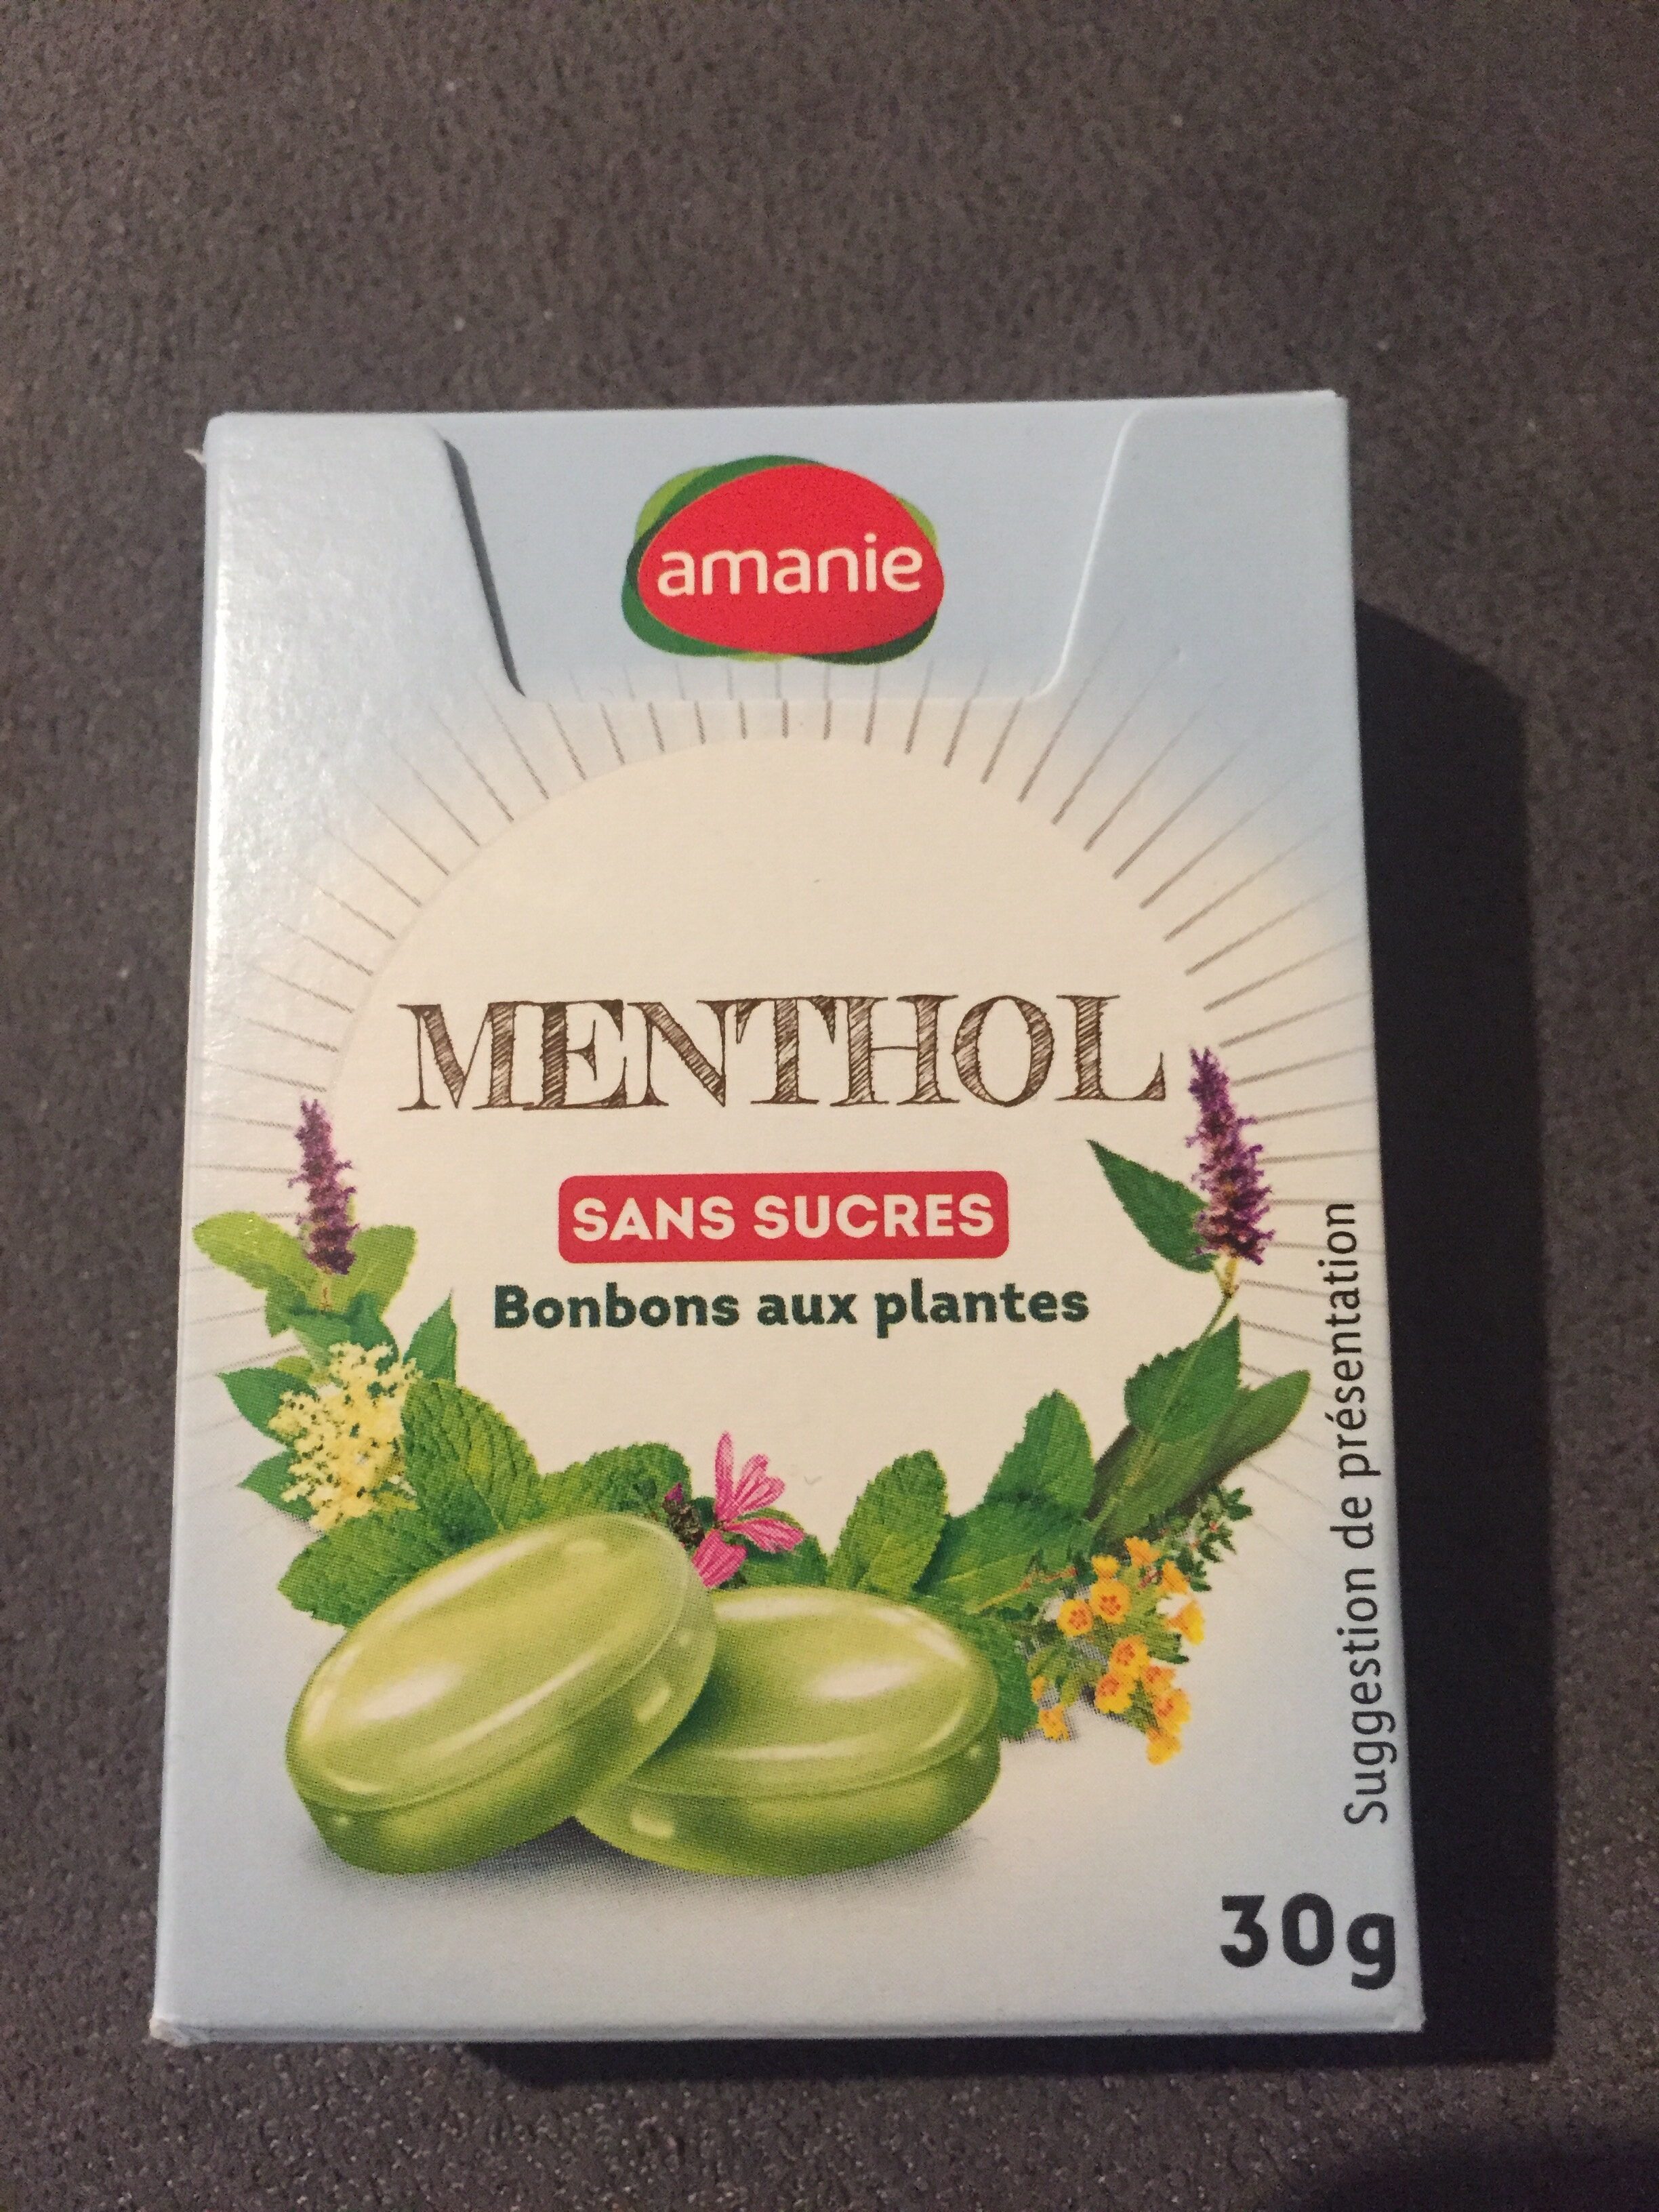 amanie
MENTHOL
SANS SUCRES
Bonbons aux plantes
Suggestion de présentation
30g